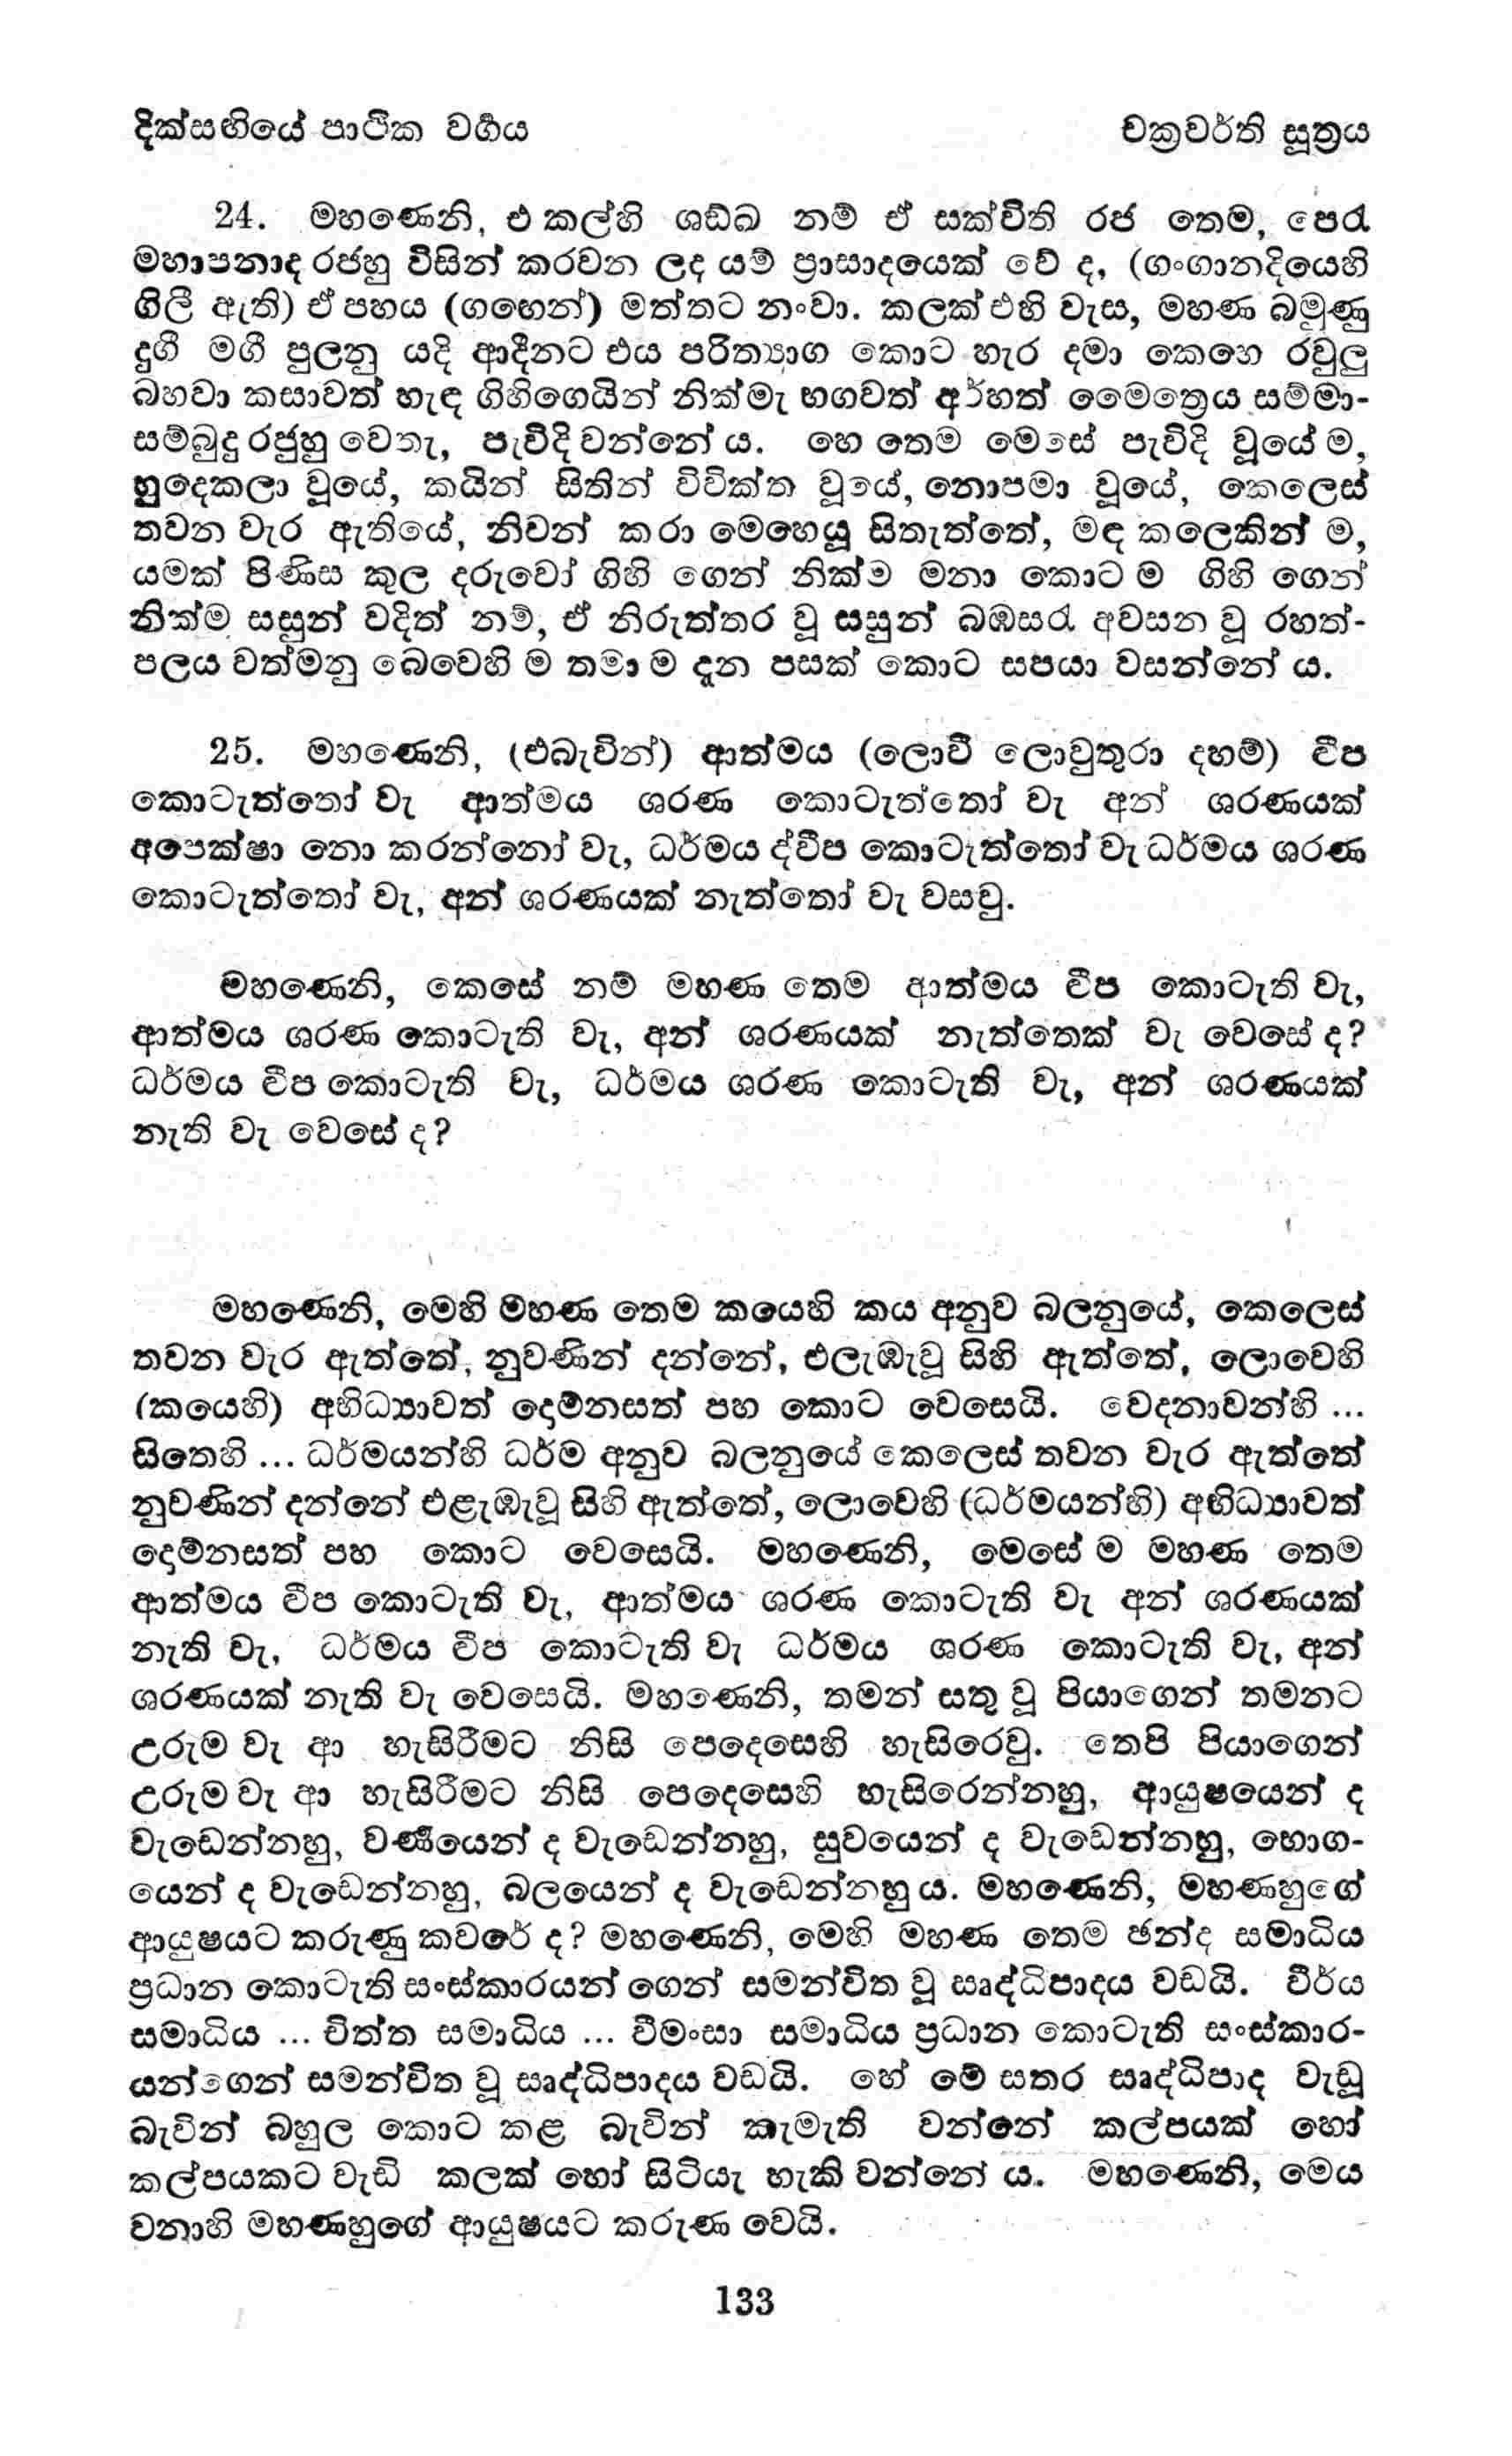 දික්සඟියේ පාථික වර්‍ගය
චක්‍රවර්ති සූත්‍රය
24. මහණෙනි, එ කල්හි ශඞ්ඛ නම් ඒ සක්විති රජ තෙම, පෙරැ
මහාපනාද රජහු විසින් කරවන ලද යම් ප්‍රාසාදයෙක් වේ ද, (ගංගානදියෙහි
ගිලී ඇති) ඒ පහය (ගඟෙන්) මත්තට නංවා. කලක් එහි වැස, මහණ බමුණු
දුගී මගී පුලනු යදි ආදීනට එය පරිත්‍යාග කොට හැර දමා කෙහෙ රවුලු
බහවා කසාවත් හැඳ ගිහිගෙයින් නික්මැ භගවත් අර්හත් මෛත්‍රෙය සම්මා-
සම්බුදු රජුහු වෙතැ, පැවිදි වන්නේ ය. හෙ තෙම මෙසේ පැවිදි වූයේ ම,
හුදෙකලා වූයේ, කයින් සිතින් විවික්ත වූයේ, නොපමා වූයේ, කෙලෙස්
තවන වැර ඇතියේ, නිවන් කරා මෙහෙයූ සිතැත්තේ, මඳ කලෙකින් ම,
යමක් පිණිස කුල දරුවෝ ගිහි ගෙන් නික්ම මනා කොට ම ගිහි ගෙන්
නික්ම සසුන් වදිත් නම්, ඒ නිරුත්තර වූ සසුන් බඹසරැ අවසන වූ රහත්-
පලය වත්මනු බෙවෙහි ම තමා ම දැන පසක් කොට සපයා වසන්නේ ය.
25. මහණෙනි, (එබැවින්) ආත්මය (ලොවී ලොවුතුරා දහම්) ද්වීප
කොටැත්තෝ වැ ආත්මය ශරණ කොටැත්තෝ වැ අන් ශරණයක්
අපෙක්ෂා නො කරන්නෝ වැ, ධර්මය ද්වීප කොටැත්තෝ වැ ධර්මය ශරණ
කොටැත්තෝ වැ, අන් ශරණයක් නැත්තෝ වැ වසවු.
මහණෙනි, කෙසේ නම් මහණ තෙම ආත්මය ද්වීප කොටැති වැ,
ආත්මය ශරණ කොටැති වැ, අන් ශරණයක් නැත්තෙක් වැ වෙසේ ද?
ධර්මය ද්වීප කොටැති වැ, ධර්මය ශරණ කොටැති වැ, අන් ශරණයක්
නැති වැ වෙසේ ද?
මහණෙනි, මෙහි මහණ තෙම කයෙහි කය අනුව බලනුයේ, කෙලෙස්
තවන වැර ඇත්තේ, නුවණින් දන්නේ, එලැඹැවූ සිහි ඇත්තේ, ලොවෙහි
(කයෙහි) අභිධ්‍යාවත් දොම්නසත් පහ කොට වෙසෙයි. වෙදනාවන්හි ...
සිතෙහි ... ධර්මයන්හි ධර්ම අනුව බලනුයේ කෙලෙස් තවන වැර ඇත්තේ
නුවණින් දන්නේ එළැඹැවූ සිහි ඇත්තේ, ලොවෙහි (ධර්මයන්හි) අභිධ්‍යාවත්
දොම්නසත් පහ කොට වෙසෙයි. මහණෙනි, මෙසේ ම මහණ තෙම
ආත්මය ද්වීප කොටැති වැ, ආත්මය ශරණ කොටැති වැ අන් ශරණයක්
නැති වැ, ධර්මය ද්වීප කොටැති වැ ධර්මය ශරණ කොටැති වැ, අන්
ශරණයක් නැති වැ වෙසෙයි. මහණෙනි, තමන් සතු වූ පියාගෙන් තමනට
උරුම වැ ආ හැසිරීමට නිසි පෙදෙසෙහි හැසිරෙවු. තෙපි පියාගෙන්
උරුම වැ ආ හැසිරීමට නිසි පෙදෙසෙහි හැසිරෙන්නහු, ආයුෂයෙන් ද
වැඩෙන්නහු, වර්‍ණයෙන් ද වැඩෙන්නහු, සුවයෙන් ද වැඩෙන්නහු, භොග-
යෙන් ද වැඩෙන්නහු, බලයෙන් ද වැඩෙන්නහු ය. මහණෙනි, මහණහුගේ
ආයුෂයට කරුණු කවරේ ද? මහණෙනි, මෙහි මහණ තෙම ඡන්ද සමාධිය
ප්‍රධාන කොටැති සංස්කාරයන් ගෙන් සමන්විත වූ සෘද්ධිපාදය වඩයි. වීර්ය
සමාධිය ... චිත්ත සමාධිය ... වීමංසා සමාධිය ප්‍රධාන කොටැති සංස්කාර-
යන්ගෙන් සමන්විත වූ සෘද්ධිපාදය වඩයි. හේ මේ සතර සෘද්ධිපාද වැඩූ
බැවින් බහුල කොට කළ බැවින් කැමැති වන්නේ කල්පයක් හෝ
කල්පයකට වැඩි කලක් හෝ සිටියැ හැකි වන්නේ ය. මහණෙනි, මෙය
වනාහි මහණහුගේ ආයුෂයට කරුණ වෙයි.
133